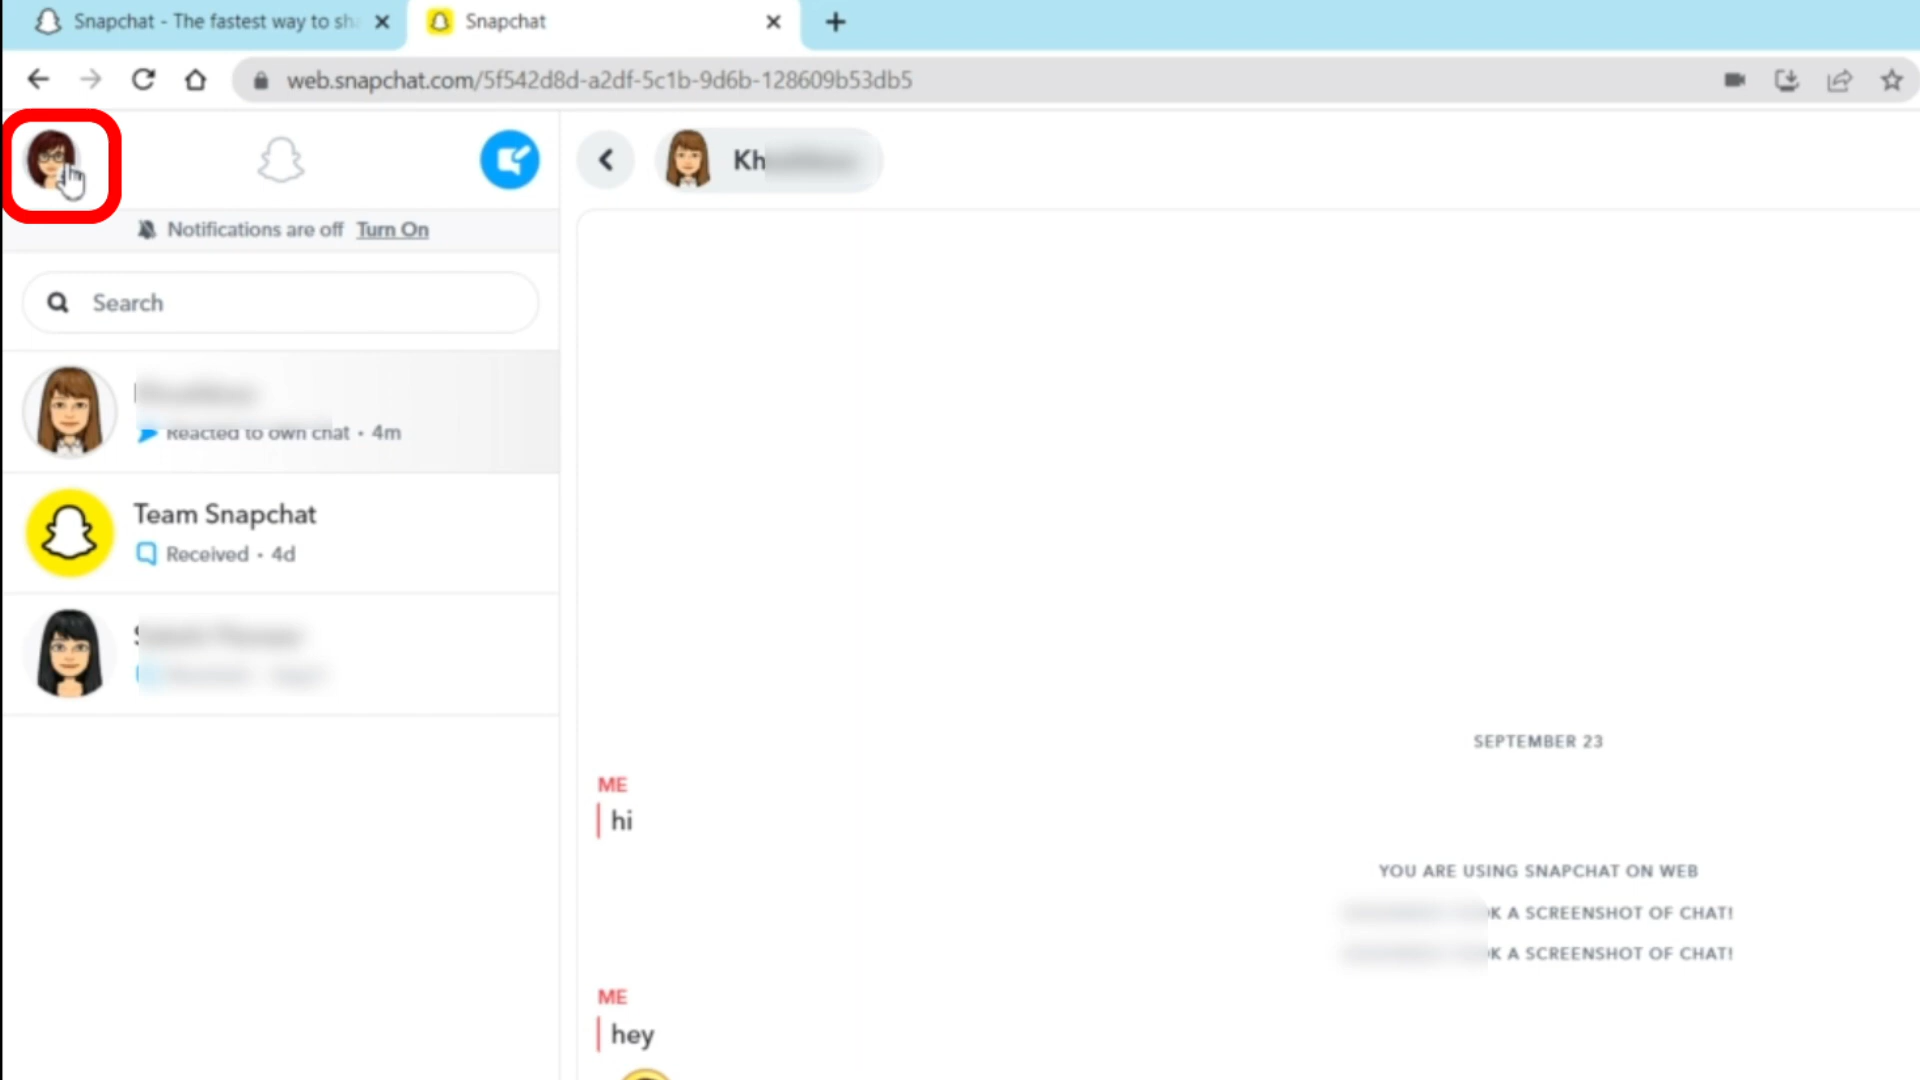 Snapchat - The fastest way to sh
Snapchat
web.snapchat.com/5f542d8d-a2df-5c1b-9d6b-128609b53db5
Kh
Notifications are off Turn On
Search
Reacted to own chat · 4m
Team Snapchat
Received · 4d
SEPTEMBER 23
ME
hi
YOU ARE USING SNAPCHAT ON WEB
K A SCREENSHOT OF CHAT!
K A SCREENSHOT OF CHAT!
ME
hey